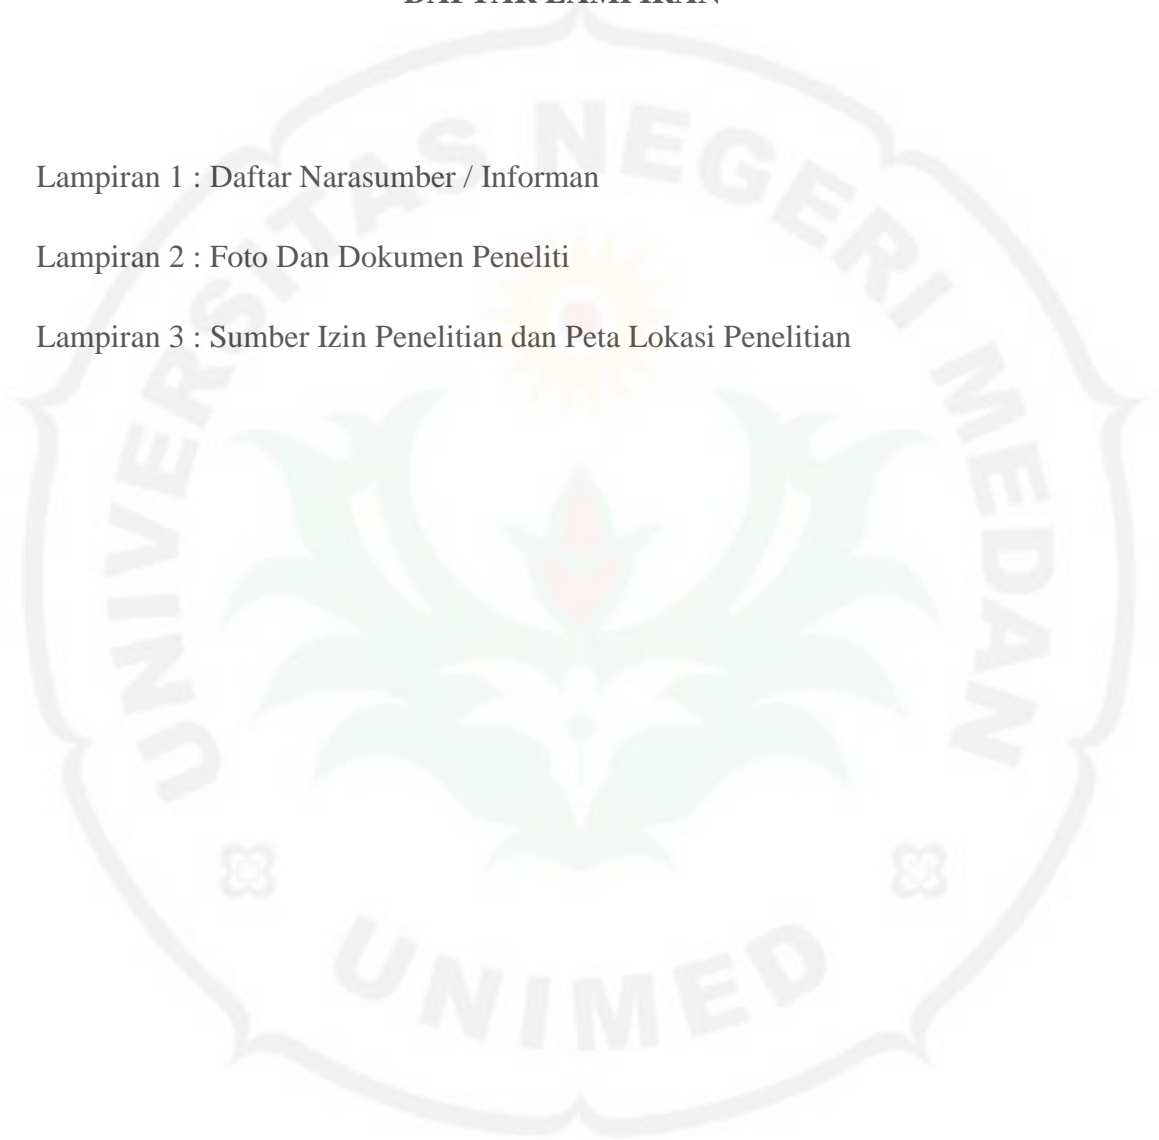 DAFTAR LAMPIRAN
Lampiran 1 : Daftar Narasumber / Informan
Lampiran 2 : Foto Dan Dokumen Peneliti
Lampiran 3 : Sumber Izin Penelitian dan Peta Lokasi Penelitian
UNIVERSITAS NEGERI MEDAN
UNIMED